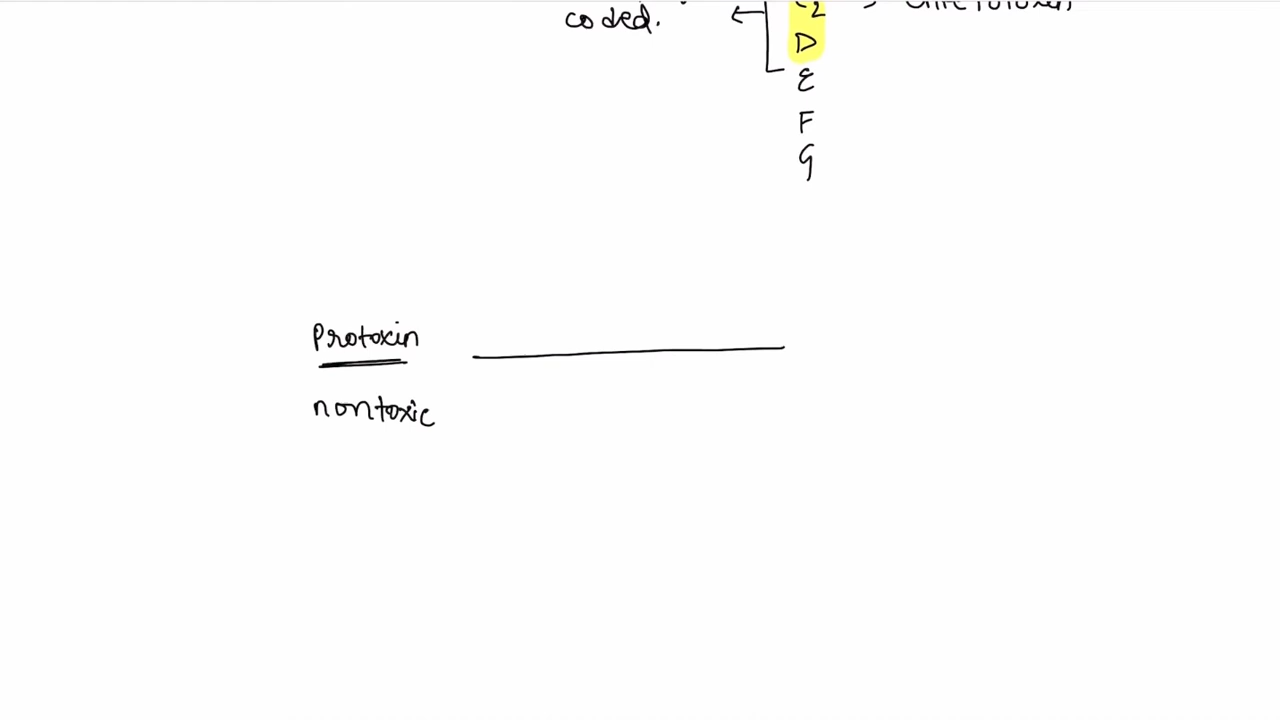 coded. ←
D
E
F
G
Protoxin
nontoxic